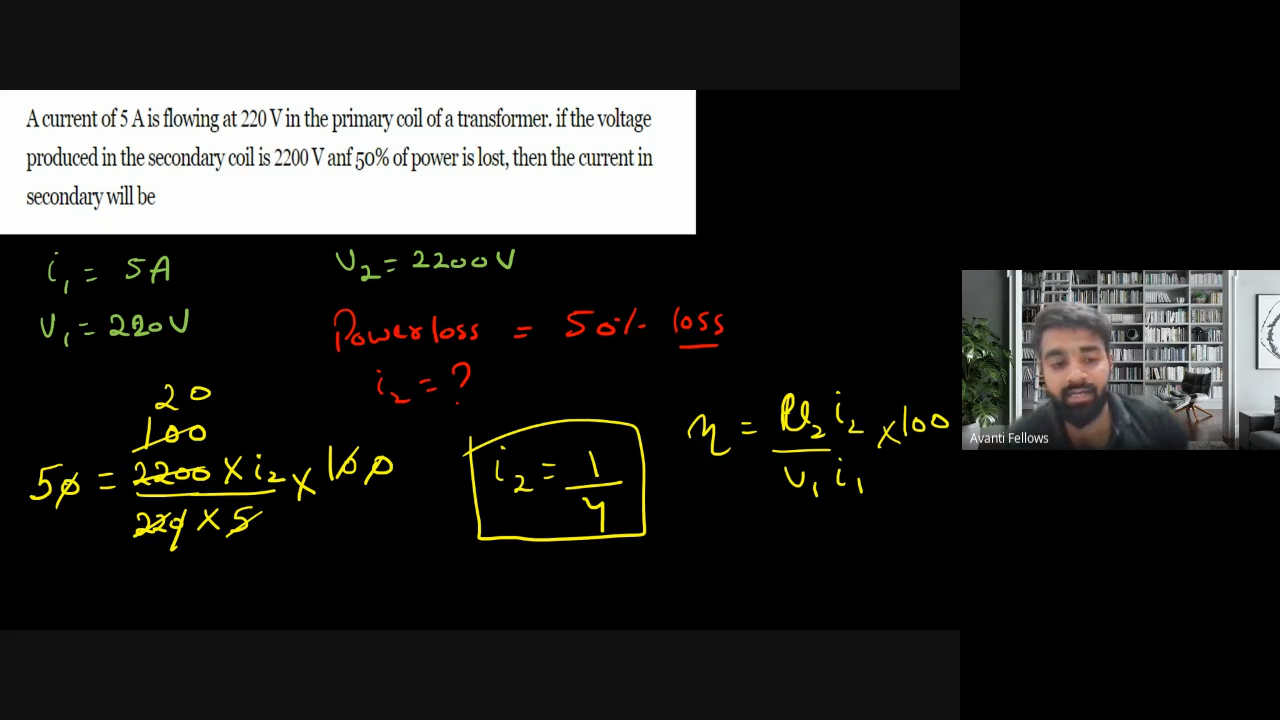 A current of 5 A is flowing at 220 V in the primary coil of a transformer. if the voltage
produced in the secondary coil is 2200 V anf 50% of power is lost, then the current in
secondary will be
i₁ = 5A
V₂ = 2200V
V₁ = 220V
Power loss = 50% loss
i₂ = ?
20
100
50 = 2200 × i₂ × 100
220 × 5
i₂ = 1/4
η = V₂ i₂ / V₁ i₁ × 100
Avanti Fellows